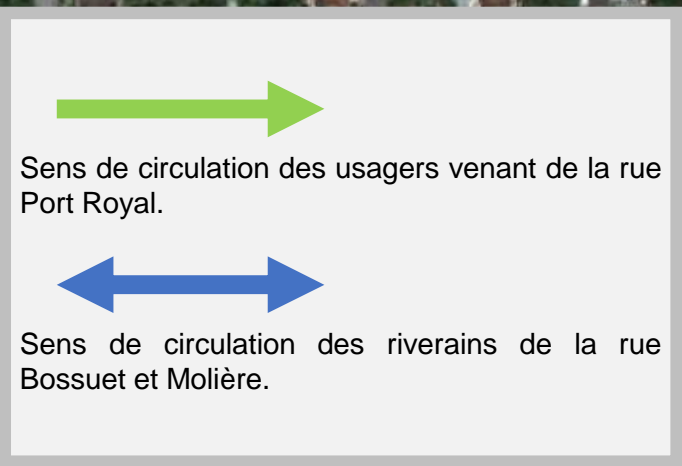 Sens de circulation des usagers venant de la rue
Port Royal.
Sens de circulation des riverains de la rue
Bossuet et Molière.